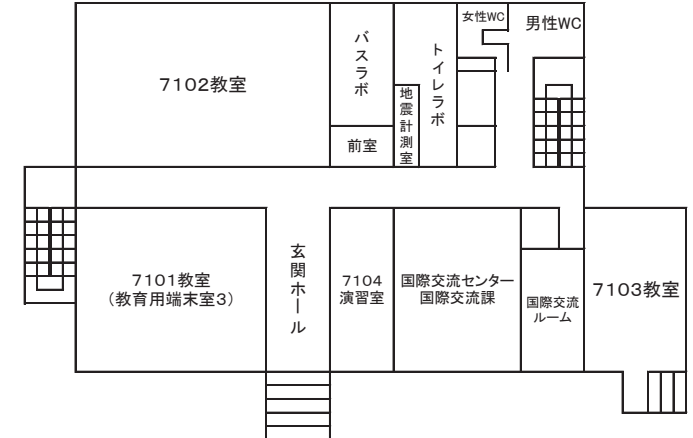 女性WC
男性WC
バスラボ
トイレラボ
7102教室
地震計測室
前室
玄関ホール
7101教室
（教育用端末室3）
7104
演習室
国際交流センター
国際交流課
国際交流
ルーム
7103教室